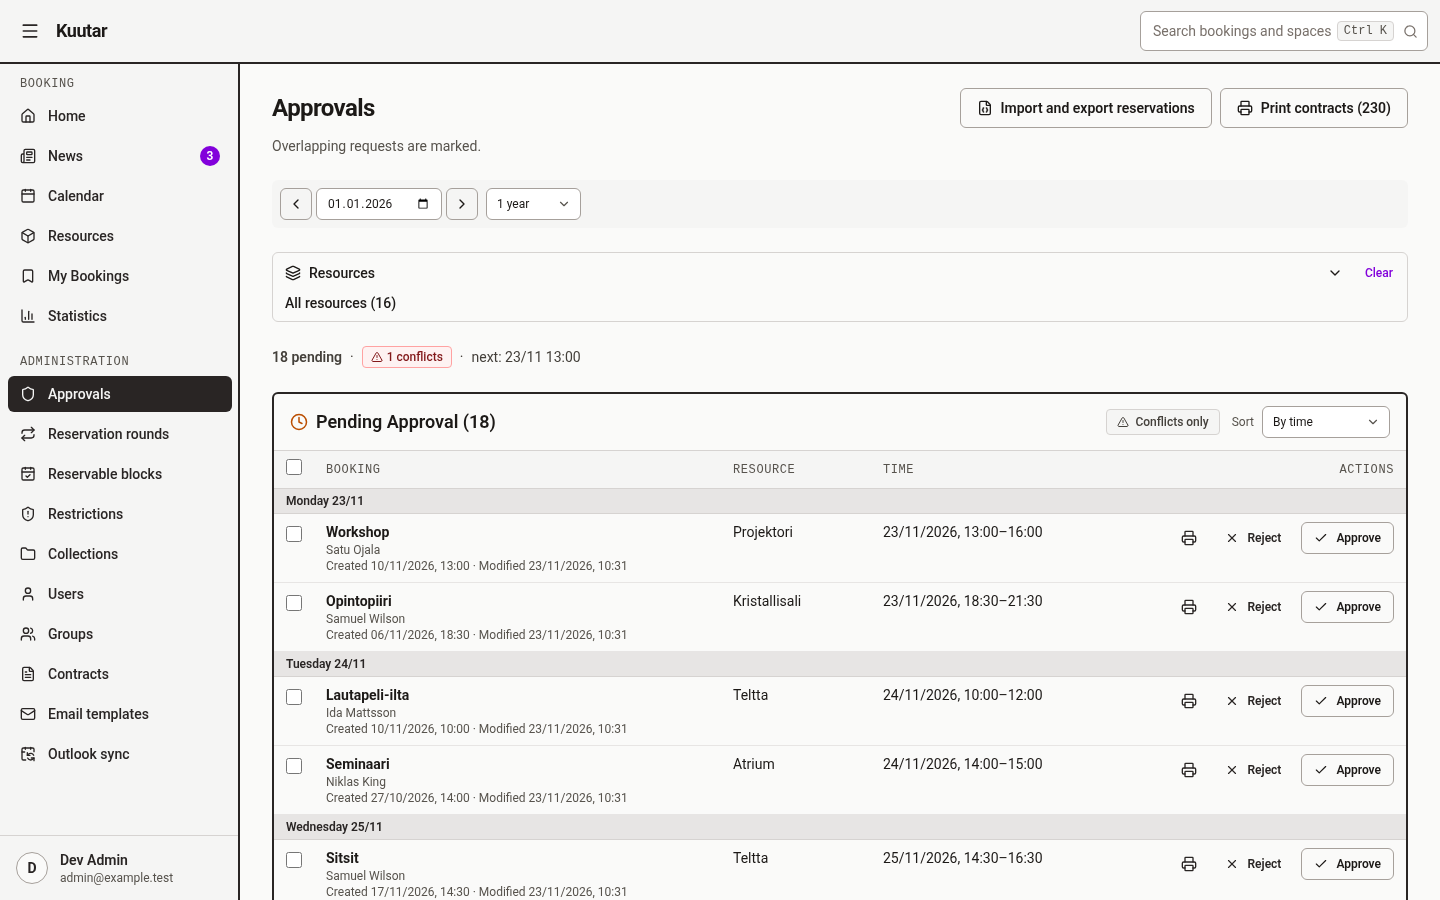 Kuutar
Search bookings and spaces Ctrl K
BOOKING
Home
News 3
Calendar
Resources
My Bookings
Statistics
ADMINISTRATION
Approvals
Reservation rounds
Reservable blocks
Restrictions
Collections
Users
Groups
Contracts
Email templates
Outlook sync
D
Dev Admin
admin@example.test
Approvals
Import and export reservations
Print contracts (230)
Overlapping requests are marked.
01.01.2026
1 year
Resources
Clear
All resources (16)
18 pending · 1 conflicts · next: 23/11 13:00
Pending Approval (18)
Conflicts only
Sort By time
BOOKING RESOURCE TIME ACTIONS
Monday 23/11
Workshop Projektori 23/11/2026, 13:00–16:00 Reject Approve
Satu Ojala
Created 10/11/2026, 13:00 · Modified 23/11/2026, 10:31
Opintopiiri Kristallisali 23/11/2026, 18:30–21:30 Reject Approve
Samuel Wilson
Created 06/11/2026, 18:30 · Modified 23/11/2026, 10:31
Tuesday 24/11
Lautapeli-ilta Teltta 24/11/2026, 10:00–12:00 Reject Approve
Ida Mattsson
Created 10/11/2026, 10:00 · Modified 23/11/2026, 10:31
Seminaari Atrium 24/11/2026, 14:00–15:00 Reject Approve
Niklas King
Created 27/10/2026, 14:00 · Modified 23/11/2026, 10:31
Wednesday 25/11
Sitsit Teltta 25/11/2026, 14:30–16:30 Reject Approve
Samuel Wilson
Created 17/11/2026, 14:30 · Modified 23/11/2026, 10:31